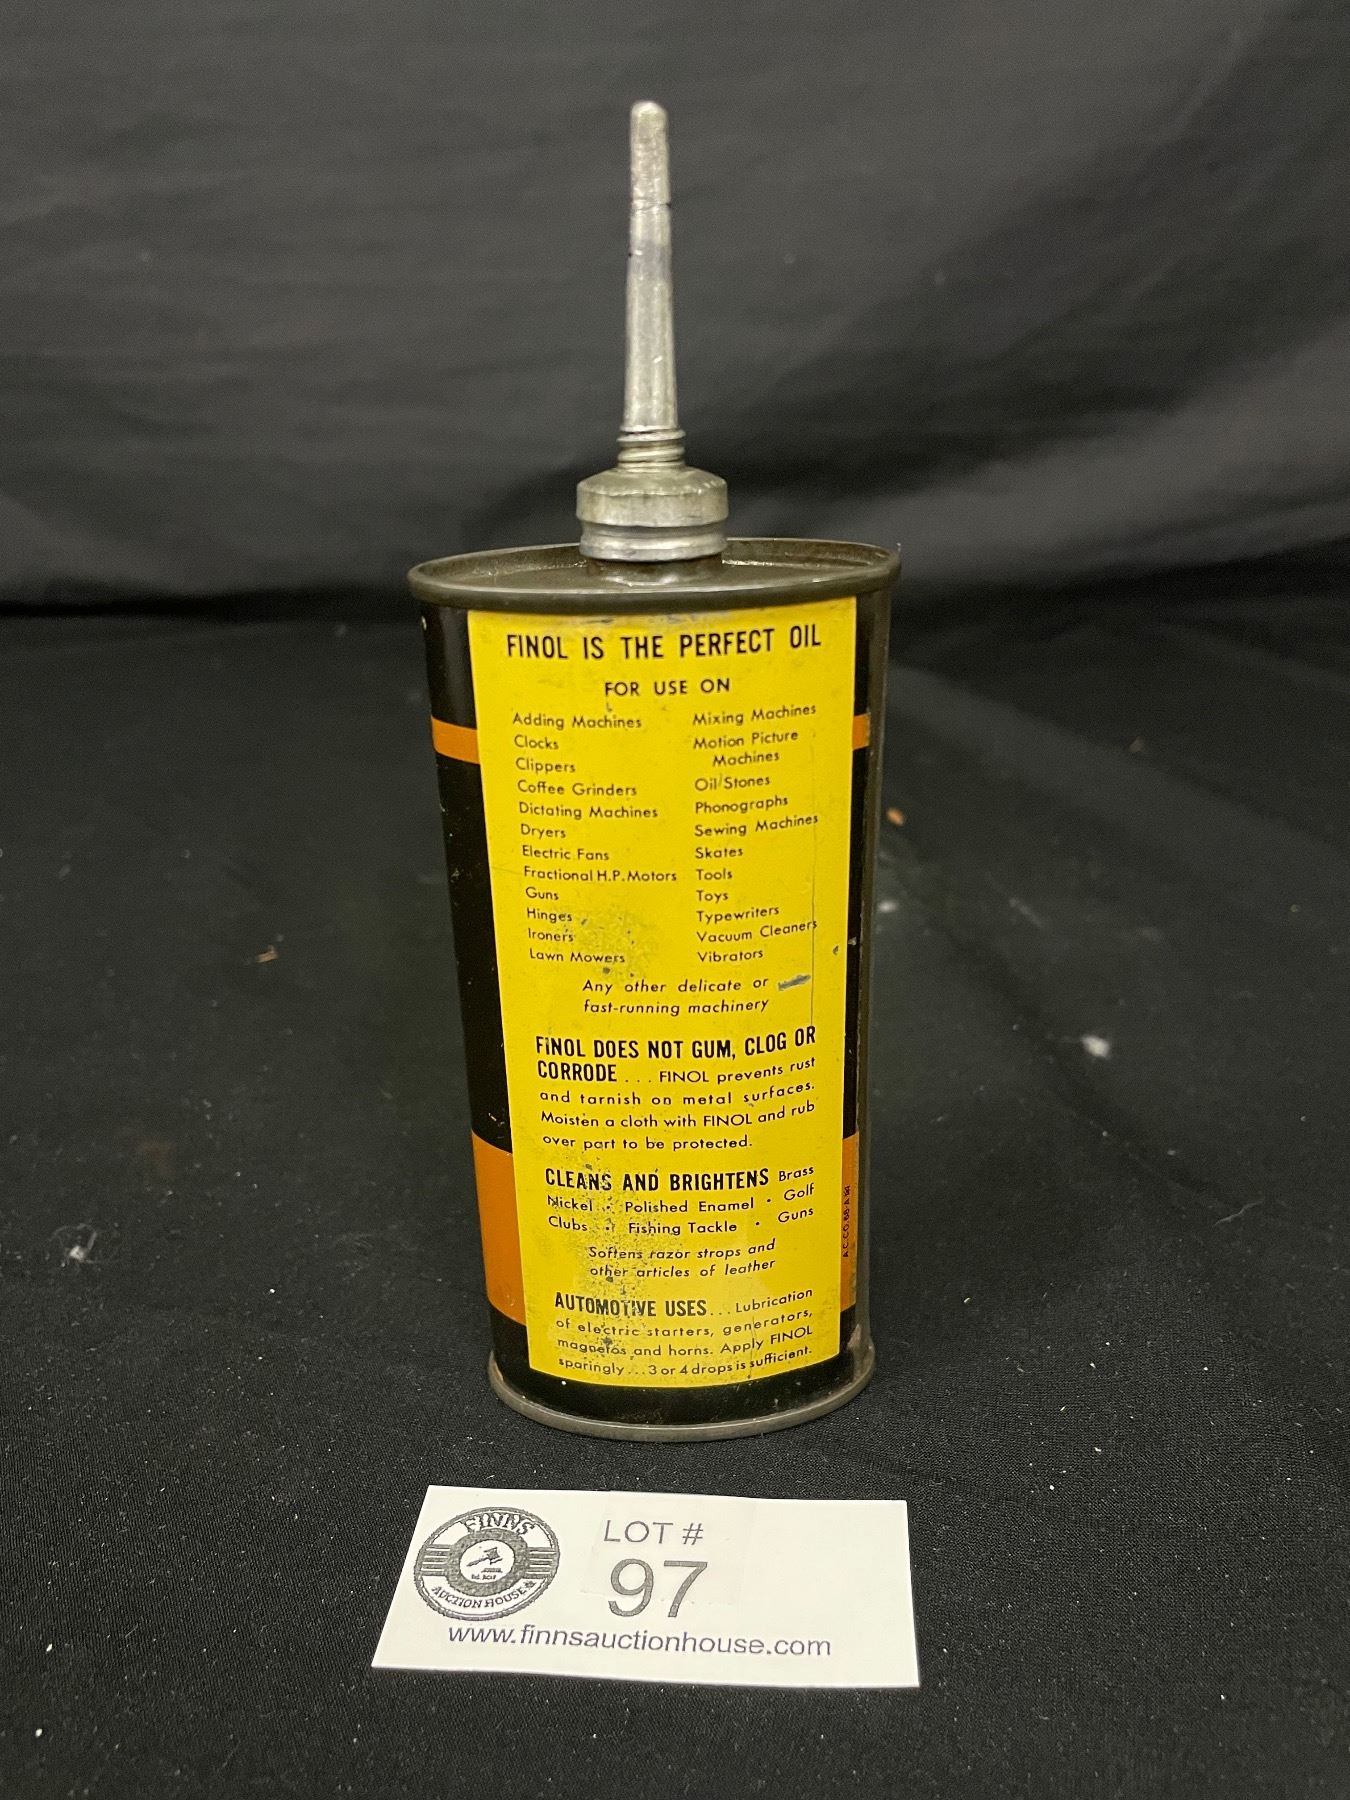 FINOL IS THE PERFECT OIL
FOR USE ON
Adding Machines
Clocks
Clippers
Coffee Grinders
Dictating Machines
Dryers
Electric Fans
Fractional H.P. Motors
Guns
Hinges
Ironers
Lawn Mowers
Mixing Machines
Motion Picture
Machines
Oil Stones
Phonographs
Sewing Machines
Skates
Tools
Toys
Typewriters
Vacuum Cleaners
Vibrators
Any other delicate or
fast-running machinery
FINOL DOES NOT GUM, CLOG OR
CORRODE ... FINOL prevents rust
and tarnish on metal surfaces.
Moisten a cloth with FINOL and rub
over part to be protected.
CLEANS AND BRIGHTENS Brass
Nickel • Polished Enamel • Golf
Clubs • Fishing Tackle • Guns
Softens razor strops and
other articles of leather
AUTOMOTIVE USES ... Lubrication
of electric starters, generators,
magnetos and horns. Apply FINOL
sparingly ... 3 or 4 drops is sufficient.
A.C.CO. 68-A
FINNS
AUCTION HOUSE
LOT #
97
www.finnsauctionhouse.com